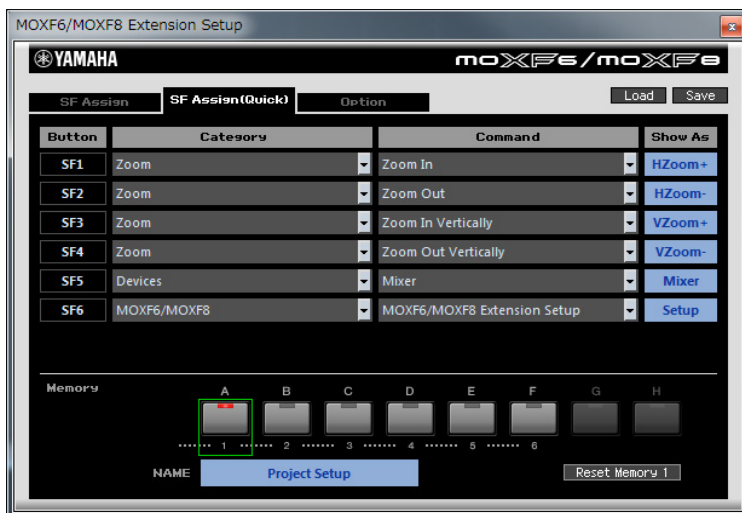 MOXF6/MOXF8 Extension Setup
YAMAHA moXF6/moXF8
SF Assign SF Assign(Quick) Option Load Save
Button Category Command Show As
SF1 Zoom Zoom In HZoom+
SF2 Zoom Zoom Out HZoom-
SF3 Zoom Zoom In Vertically VZoom+
SF4 Zoom Zoom Out Vertically VZoom-
SF5 Devices Mixer Mixer
SF6 MOXF6/MOXF8 MOXF6/MOXF8 Extension Setup Setup
Memory A B C D E F G H
1 2 3 4 5 6
NAME Project Setup Reset Memory 1